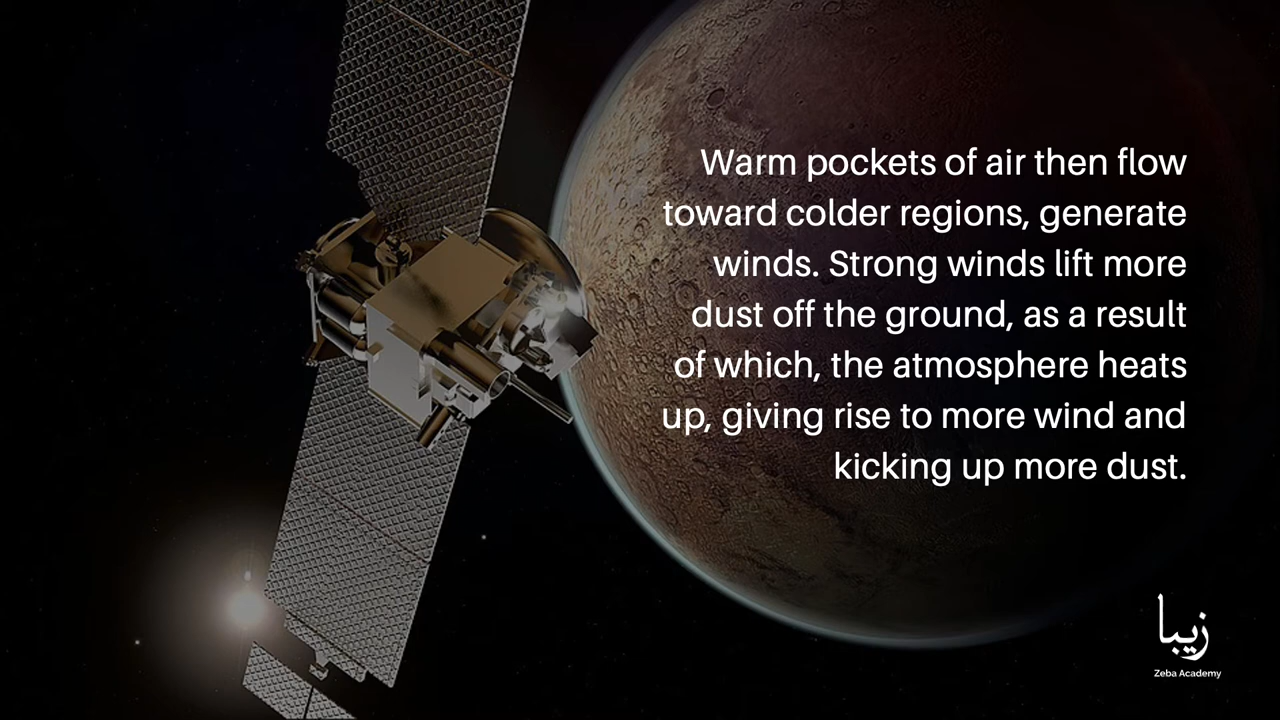 Warm pockets of air then flow
toward colder regions, generate
winds. Strong winds lift more
dust off the ground, as a result
of which, the atmosphere heats
up, giving rise to more wind and
kicking up more dust.
زیبا
Zeba Academy